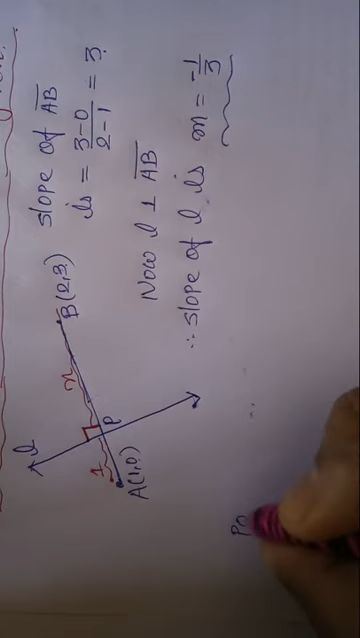 slope of AB
is = 3-0/2-1 = 3.
Now l ⊥ AB
∴ slope of l is m = -1/3
l
B(2,3)
n
P
1
A(1,0)
Po